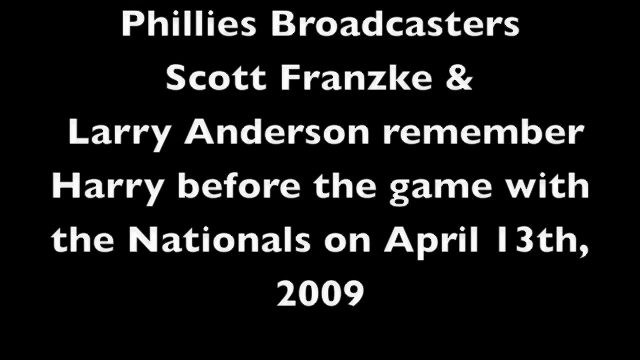 Phillies Broadcasters
Scott Franzke &
Larry Anderson remember
Harry before the game with
the Nationals on April 13th,
2009